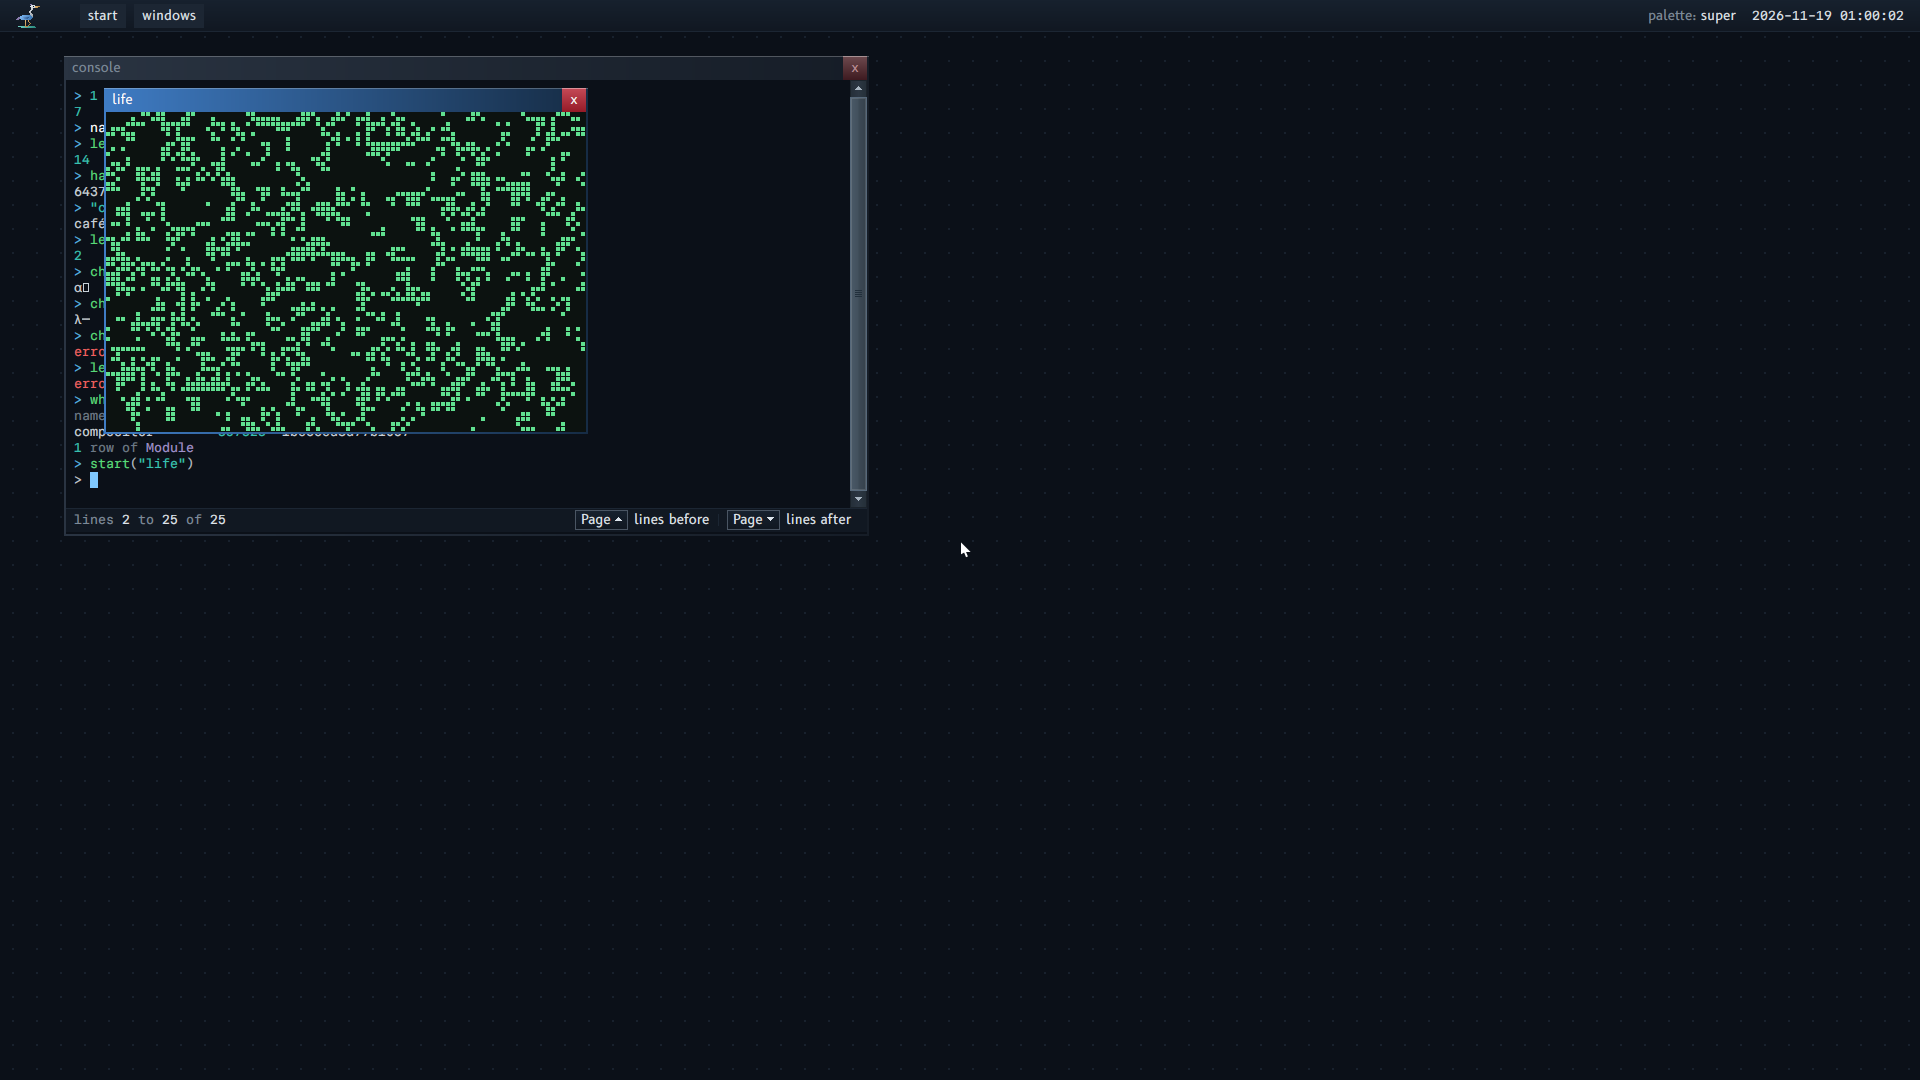 start windows palette: super 2026-11-19 01:00:02
console x
life x
> 1
7
> na
> le
14
> ha
6437
> "c
café
> le
2
> ch
α▯
> ch
λ—
> ch
erro
> le
erro
> wh
name
1 row of Module
> start("life")
>
lines 2 to 25 of 25 Page lines before Page lines after